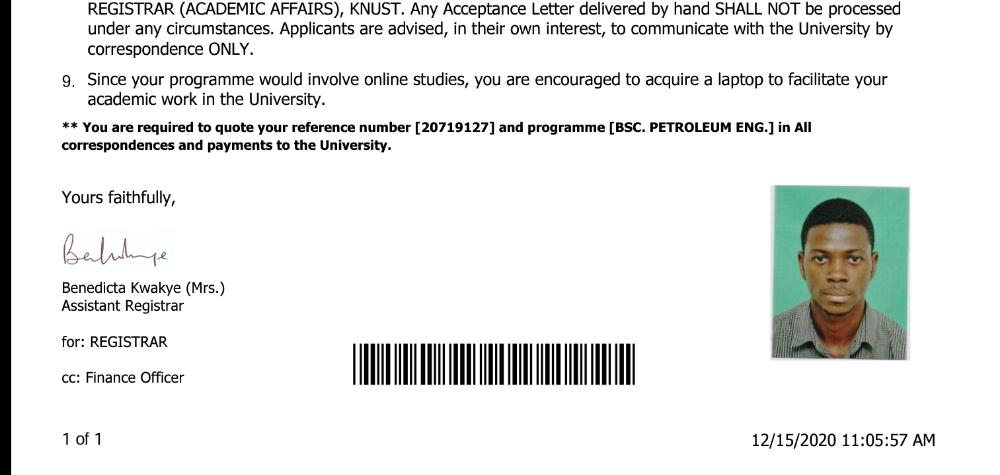 REGISTRAR (ACADEMIC AFFAIRS), KNUST. Any Acceptance Letter delivered by hand SHALL NOT be processed
under any circumstances. Applicants are advised, in their own interest, to communicate with the University by
correspondence ONLY.
9. Since your programme would involve online studies, you are encouraged to acquire a laptop to facilitate your
academic work in the University.
** You are required to quote your reference number [20719127] and programme [BSC. PETROLEUM ENG.] in All
correspondences and payments to the University.
Yours faithfully,
Benedicta Kwakye (Mrs.)
Assistant Registrar
for: REGISTRAR
cc: Finance Officer
1 of 1
12/15/2020 11:05:57 AM